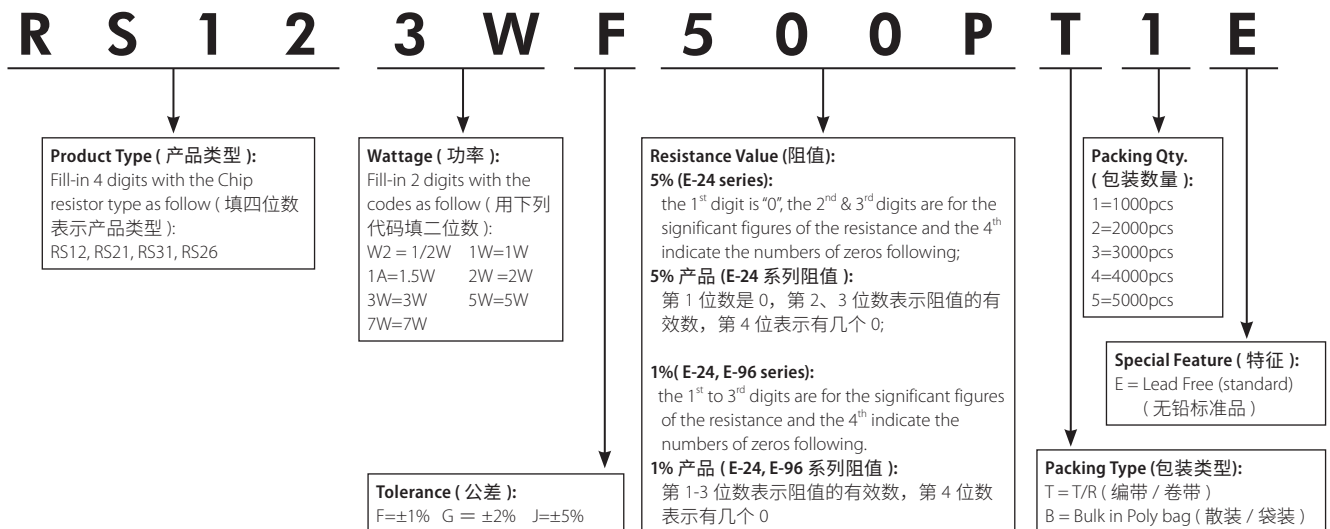 R S 1 2 3 W F 5 0 0 P T 1 E
Product Type ( 产品类型 ):
Fill-in 4 digits with the Chip
resistor type as follow ( 填四位数
表示产品类型 ):
RS12, RS21, RS31, RS26
Wattage ( 功率 ):
Fill-in 2 digits with the
codes as follow ( 用下列
代码填二位数 ):
W2 = 1/2W 1W=1W
1A=1.5W 2W =2W
3W=3W 5W=5W
7W=7W
Tolerance ( 公差 ):
F=±1% G = ±2% J=±5%
Resistance Value (阻值):
5% (E-24 series):
the 1st digit is "0", the 2nd & 3rd digits are for the
significant figures of the resistance and the 4th
indicate the numbers of zeros following;
5% 产品 (E-24 系列阻值 ):
第 1 位数是 0，第 2、3 位数表示阻值的有
效数，第 4 位表示有几个 0;
1%( E-24, E-96 series):
the 1st to 3rd digits are for the significant figures
of the resistance and the 4th indicate the
numbers of zeros following.
1% 产品 ( E-24, E-96 系列阻值 ):
第 1-3 位数表示阻值的有效数，第 4 位数
表示有几个 0
Packing Qty.
( 包装数量 ):
1=1000pcs
2=2000pcs
3=3000pcs
4=4000pcs
5=5000pcs
Special Feature ( 特征 ):
E = Lead Free (standard)
( 无铅标准品 )
Packing Type (包装类型):
T = T/R ( 编带 / 卷带 )
B = Bulk in Poly bag ( 散装 / 袋装 )